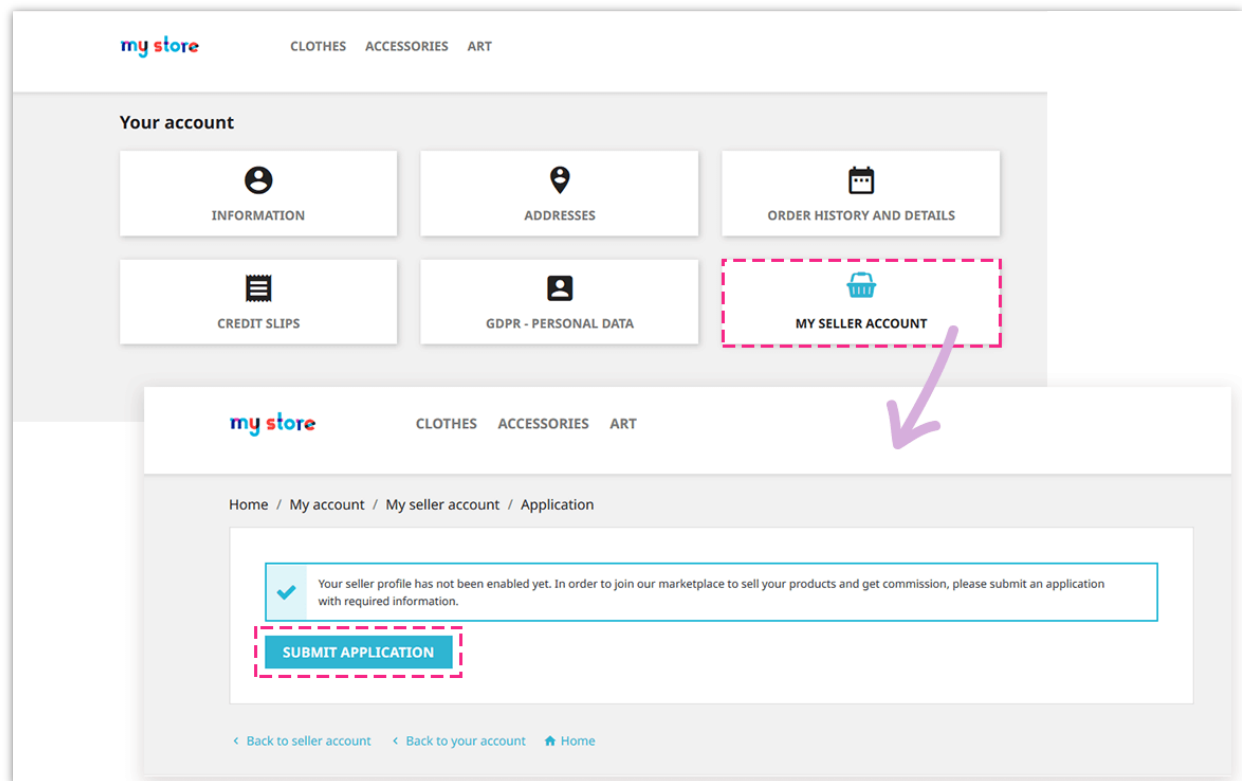 my store CLOTHES ACCESSORIES ART
Your account
INFORMATION ADDRESSES ORDER HISTORY AND DETAILS
CREDIT SLIPS GDPR - PERSONAL DATA MY SELLER ACCOUNT
my store CLOTHES ACCESSORIES ART
Home / My account / My seller account / Application
Your seller profile has not been enabled yet. In order to join our marketplace to sell your products and get commission, please submit an application
with required information.
SUBMIT APPLICATION
< Back to seller account < Back to your account Home